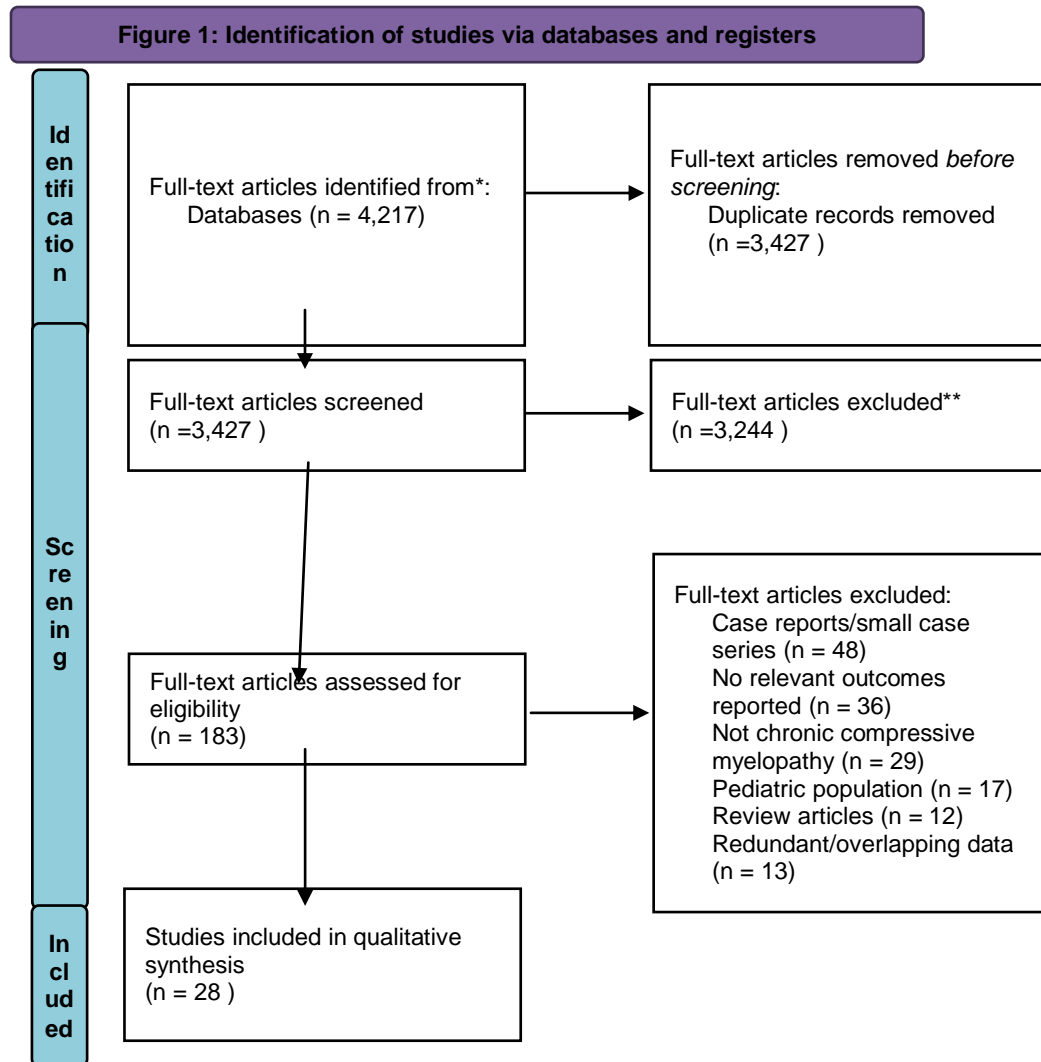 Figure 1: Identification of studies via databases and registers
Id
en
tifi
ca
tio
n
Full-text articles identified from*:
Databases (n = 4,217)
Full-text articles removed before
screening:
Duplicate records removed
(n =3,427 )
Sc
re
en
in
g
Full-text articles screened
(n =3,427 )
Full-text articles excluded**
(n =3,244 )
Full-text articles assessed for
eligibility
(n = 183)
Full-text articles excluded:
Case reports/small case
series (n = 48)
No relevant outcomes
reported (n = 36)
Not chronic compressive
myelopathy (n = 29)
Pediatric population (n = 17)
Review articles (n = 12)
Redundant/overlapping data
(n = 13)
In
cl
ud
ed
Studies included in qualitative
synthesis
(n = 28 )